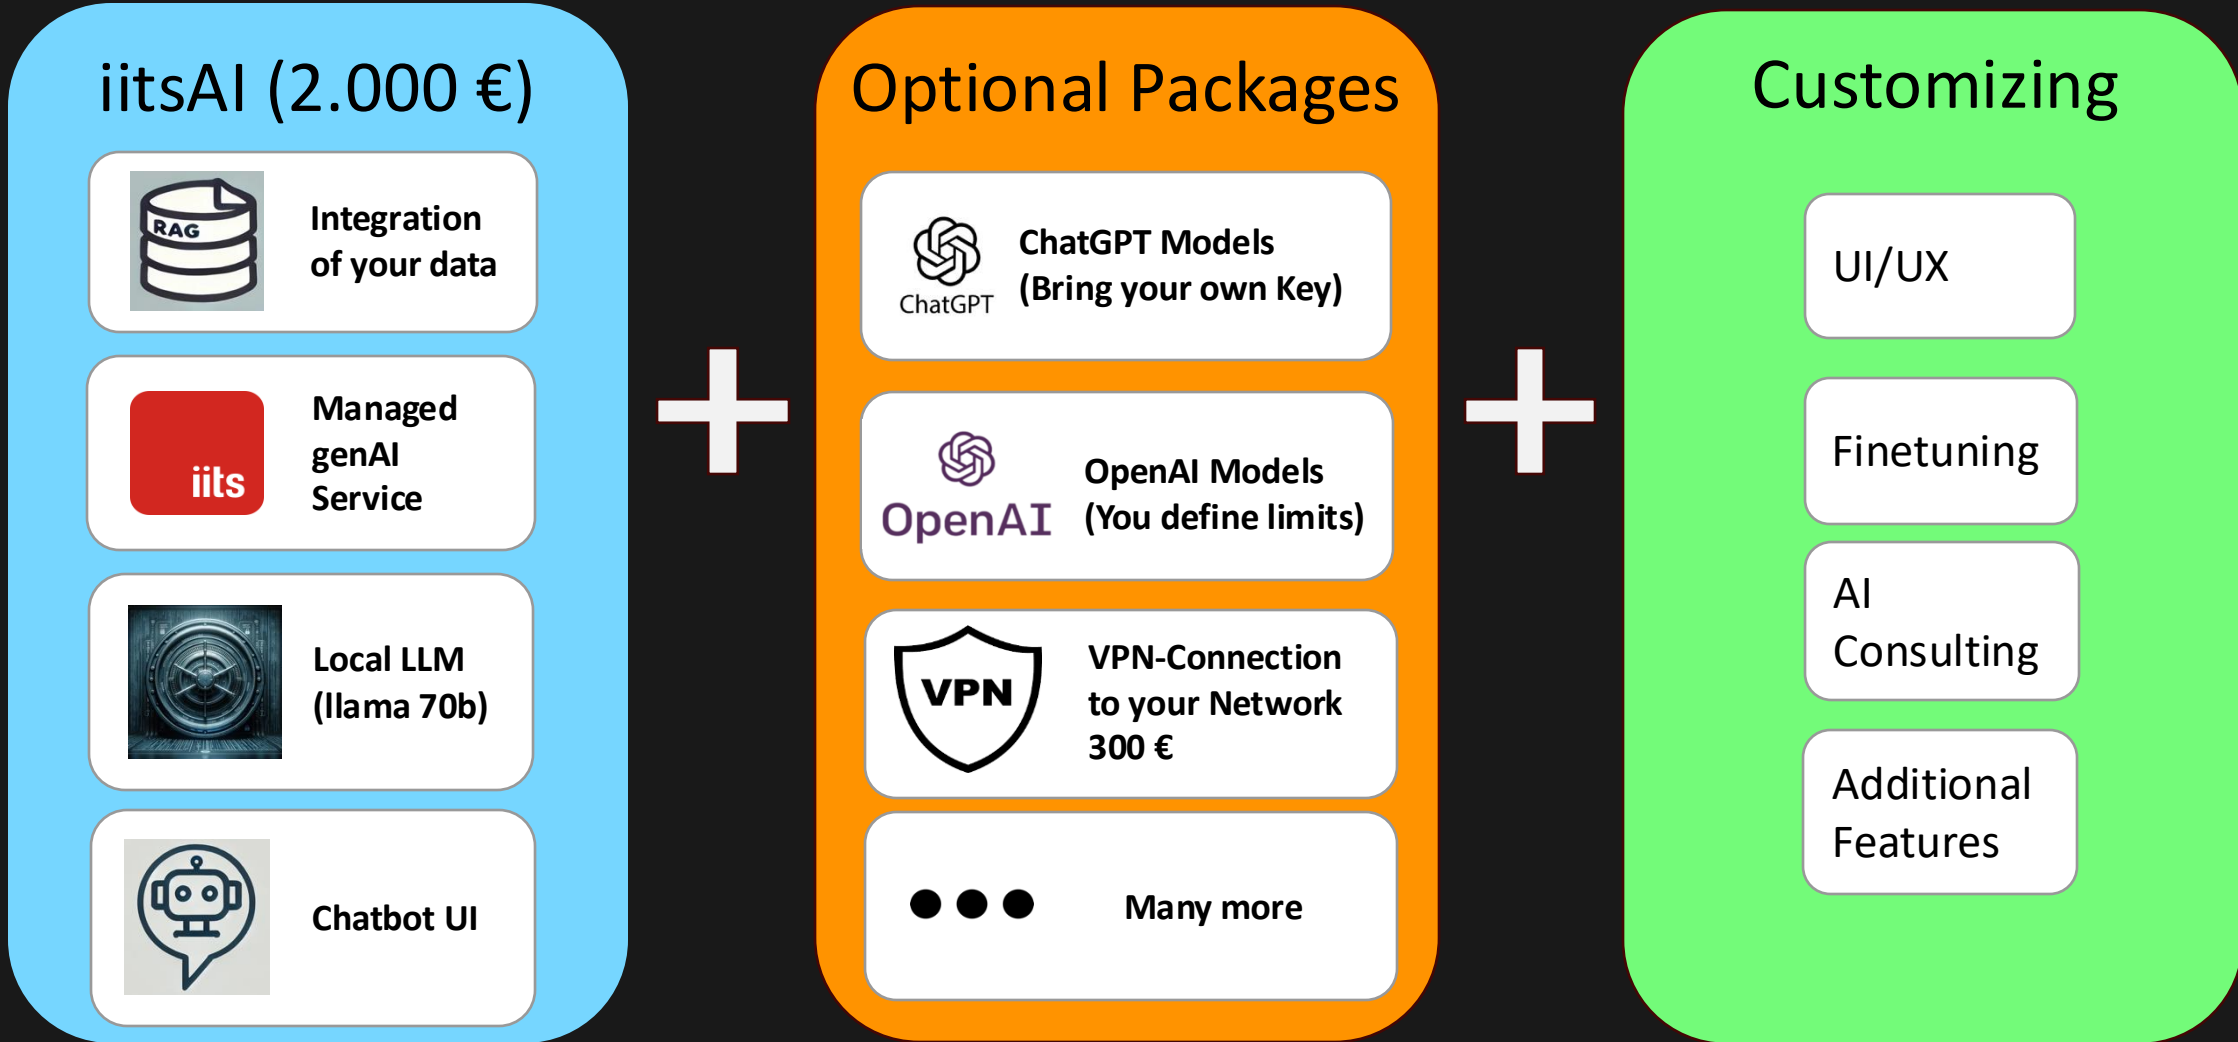 iitsAI (2.000 €)
RAG
Integration
of your data
iits
Managed
genAI
Service
Local LLM
(llama 70b)
Chatbot UI
Optional Packages
ChatGPT
ChatGPT Models
(Bring your own Key)
OpenAI
OpenAI Models
(You define limits)
VPN
VPN-Connection
to your Network
300 €
Many more
Customizing
UI/UX
Finetuning
AI
Consulting
Additional
Features